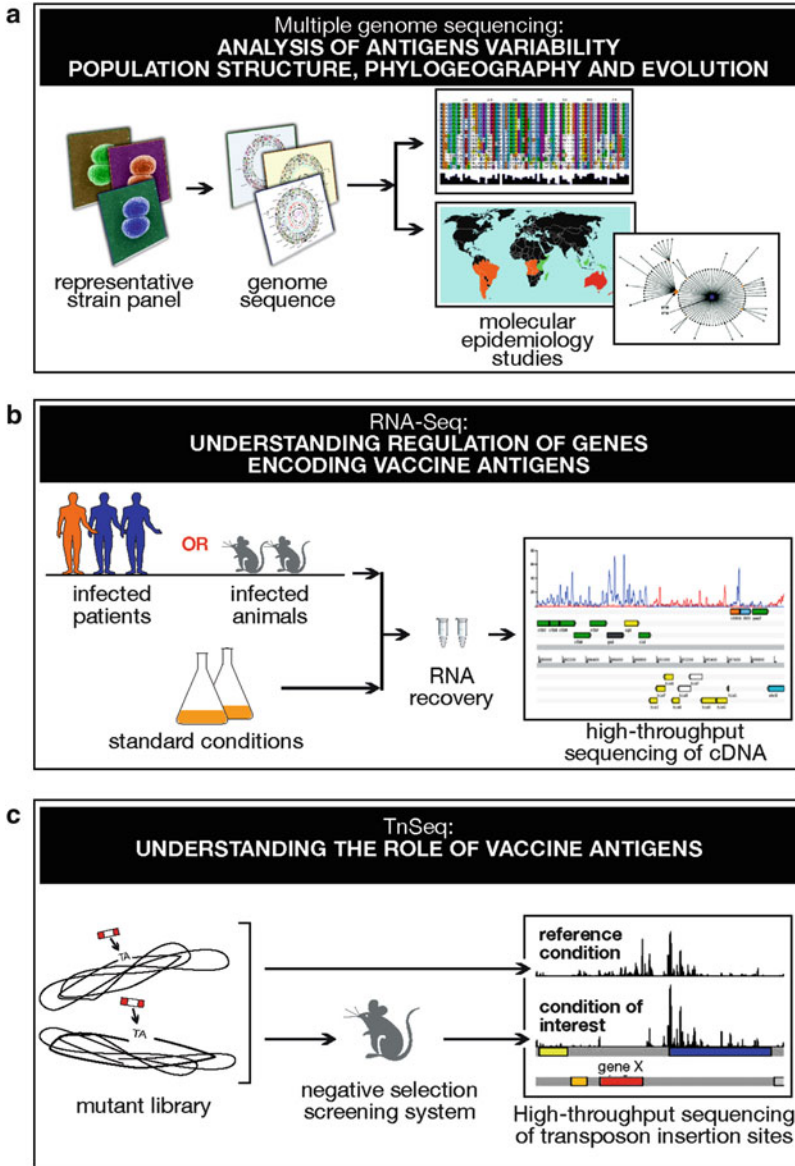 a
Multiple genome sequencing:
ANALYSIS OF ANTIGENS VARIABILITY
POPULATION STRUCTURE, PHYLOGEOGRAPHY AND EVOLUTION
representative
strain panel
genome
sequence
molecular
epidemiology
studies
b
RNA-Seq:
UNDERSTANDING REGULATION OF GENES
ENCODING VACCINE ANTIGENS
OR
infected
patients
infected
animals
standard conditions
RNA
recovery
high-throughput
sequencing of cDNA
c
TnSeq:
UNDERSTANDING THE ROLE OF VACCINE ANTIGENS
TA
TA
mutant library
negative selection
screening system
reference
condition
condition of
interest
gene X
High-throughput sequencing
of transposon insertion sites